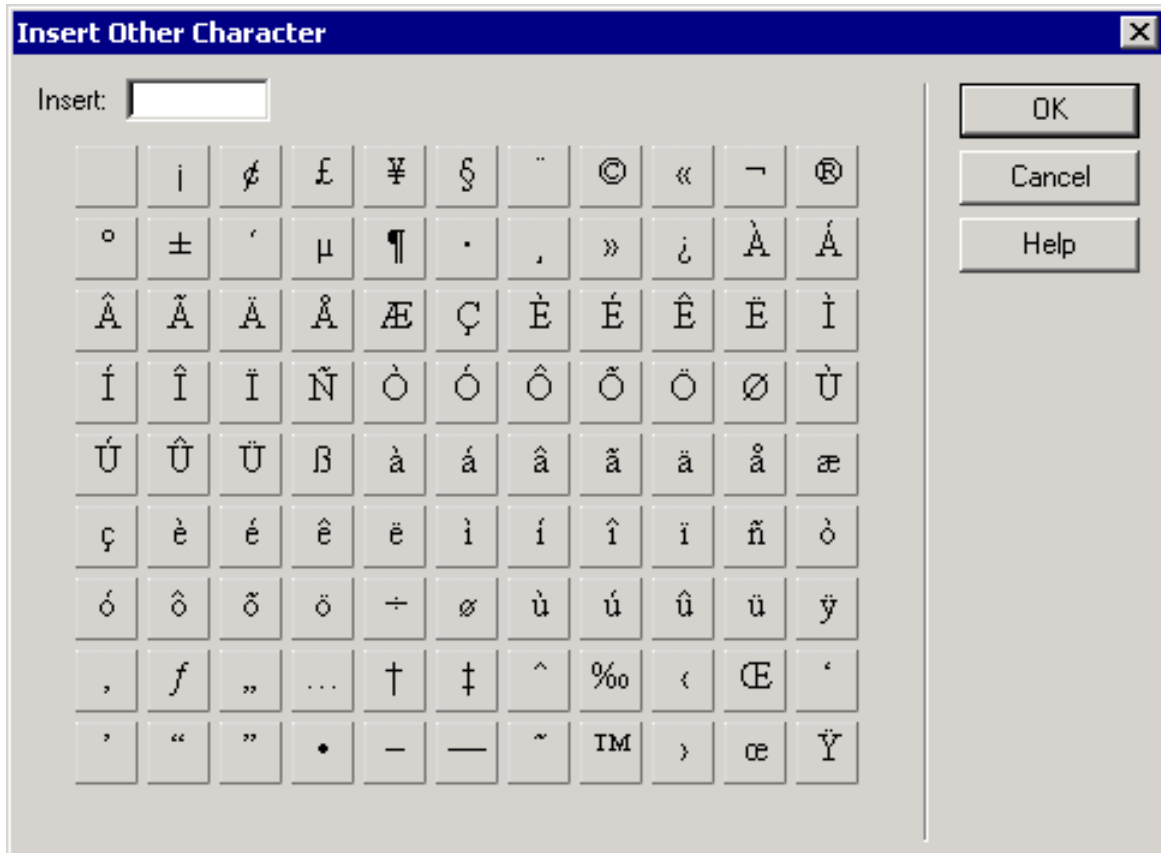 Insert Other Character
Insert:
OK
Cancel
Help
¡ ¢ £ ¥ § ¨ © « ¬ ®
° ± ´ µ ¶ · ¸ » ¿ À Á
Â Ã Ä Å Æ Ç È É Ê Ë Ì
Í Î Ï Ñ Ò Ó Ô Õ Ö Ø Ù
Ú Û Ü ß à á â ã ä å æ
ç è é ê ë ì í î ï ñ ò
ó ô õ ö ÷ ø ù ú û ü ÿ
‚ ƒ „ … † ‡ ˆ ‰ ‹ Œ ‘
’ “ ” • – — ˜ ™ › œ Ÿ